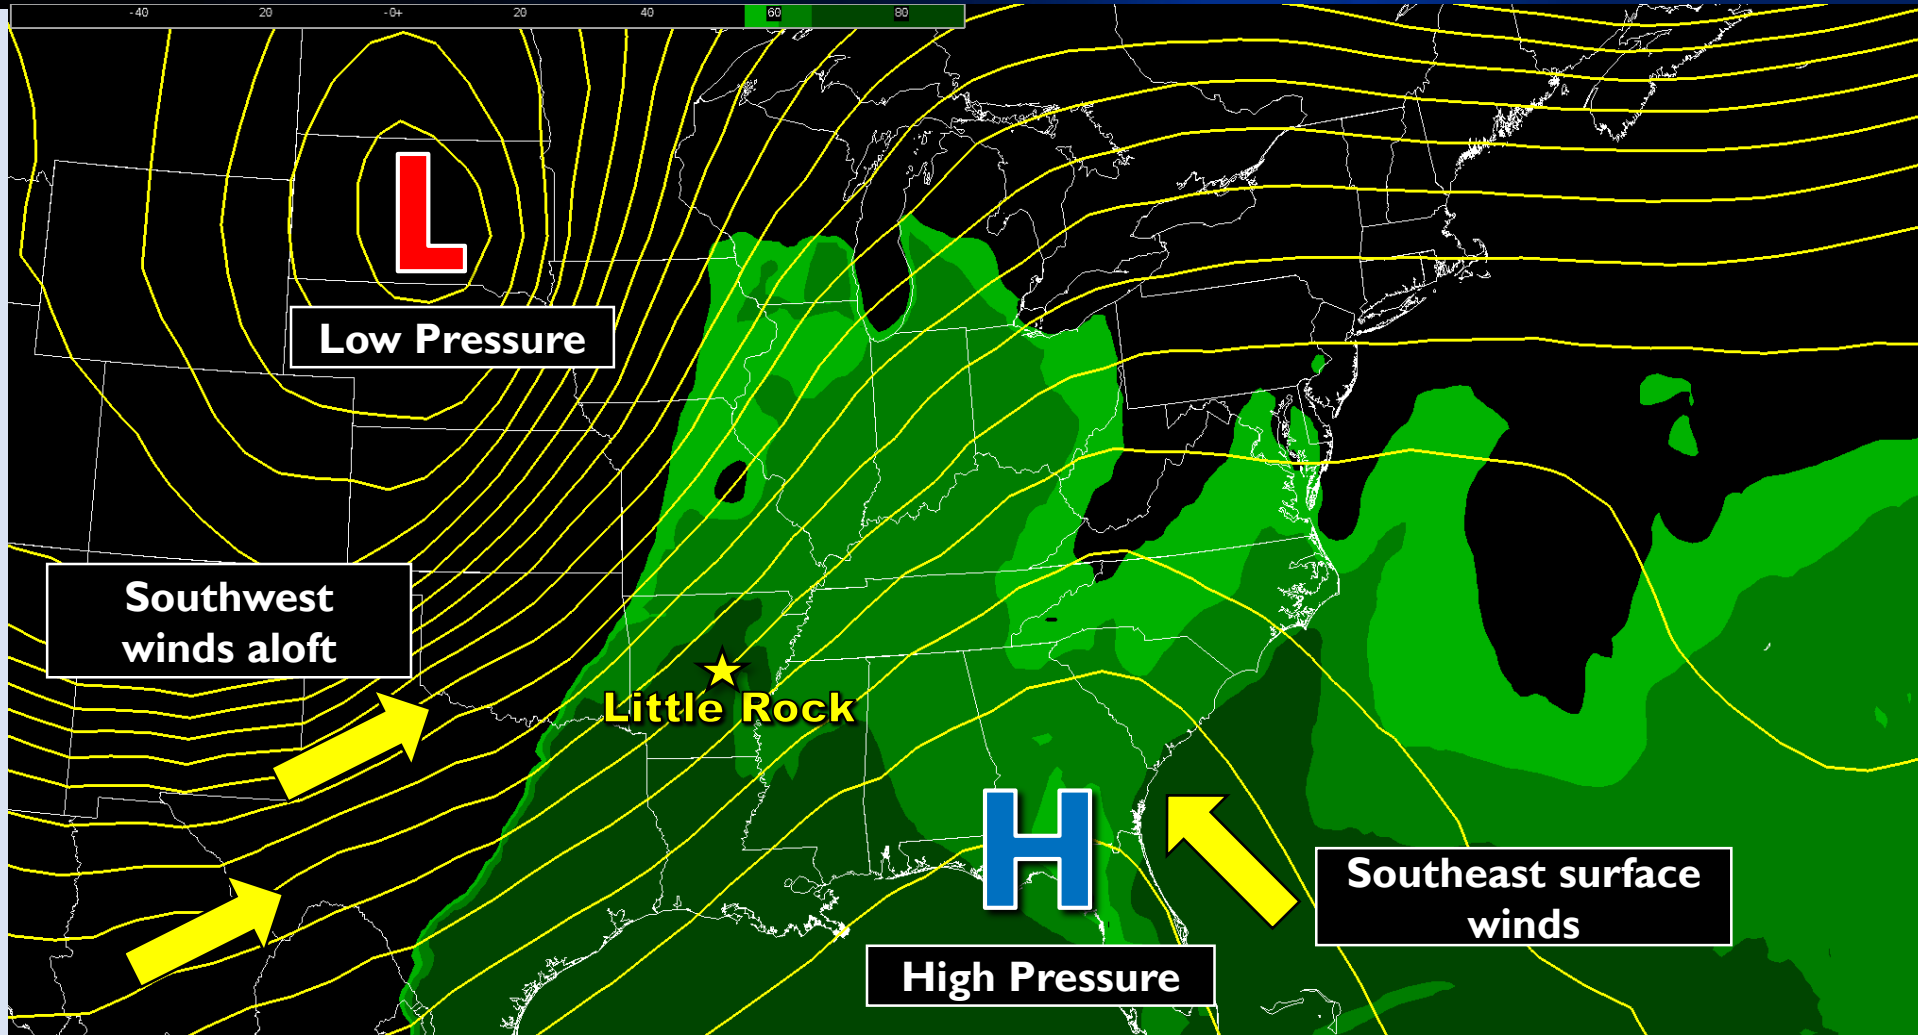 -40 20 -0+ 20 40 60 80
L
Low Pressure
Southwest
winds aloft
Little Rock
H
Southeast surface
winds
High Pressure